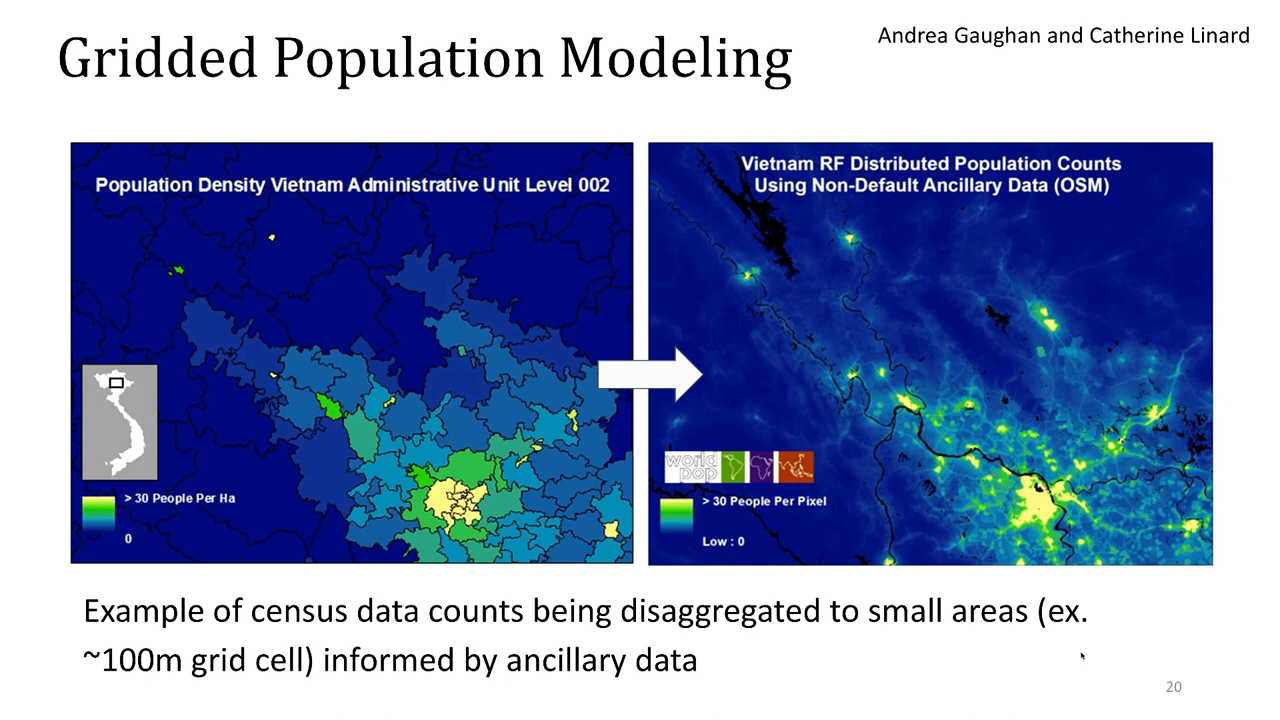 Gridded Population Modeling
Andrea Gaughan and Catherine Linard
Population Density Vietnam Administrative Unit Level 002
> 30 People Per Ha
0
Vietnam RF Distributed Population Counts
Using Non-Default Ancillary Data (OSM)
world
pop
> 30 People Per Pixel
Low : 0
Example of census data counts being disaggregated to small areas (ex.
~100m grid cell) informed by ancillary data
20